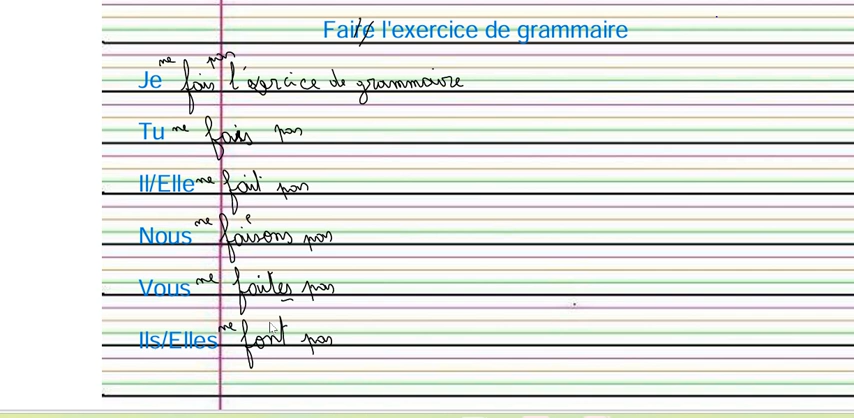 Faire l'exercice de grammaire
Je ne fais pas l'exercice de grammaire
Tu ne fais pas
Il/Elle ne fait pas
Nous ne faisons pas
Vous ne faites pas
Ils/Elles ne font pas